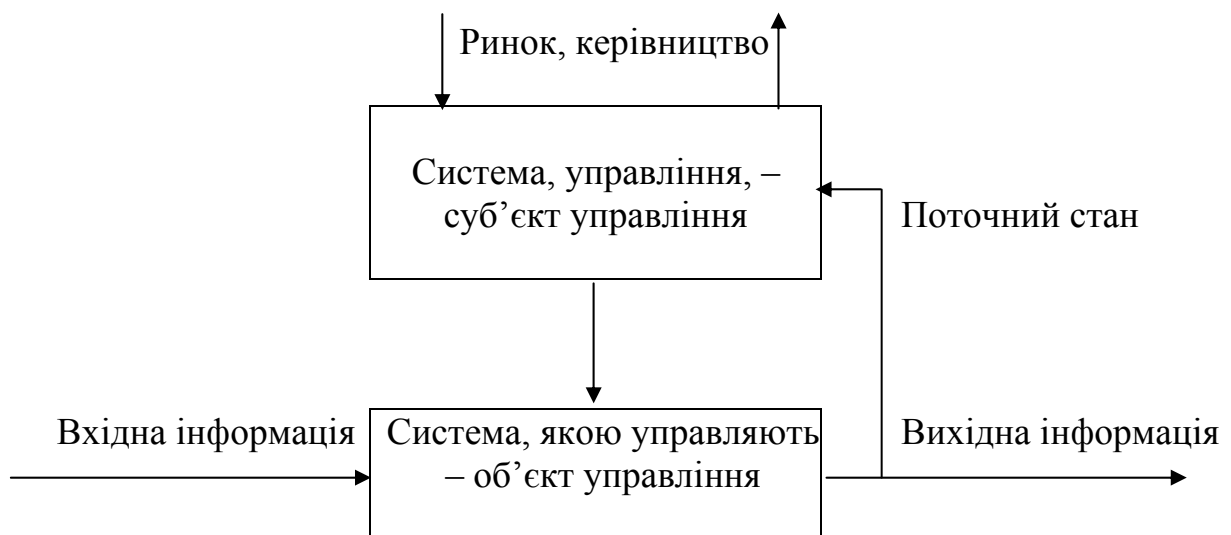 Ринок, керівництво
Система, управління, –
суб’єкт управління
Поточний стан
Вхідна інформація
Система, якою управляють
– об’єкт управління
Вихідна інформація